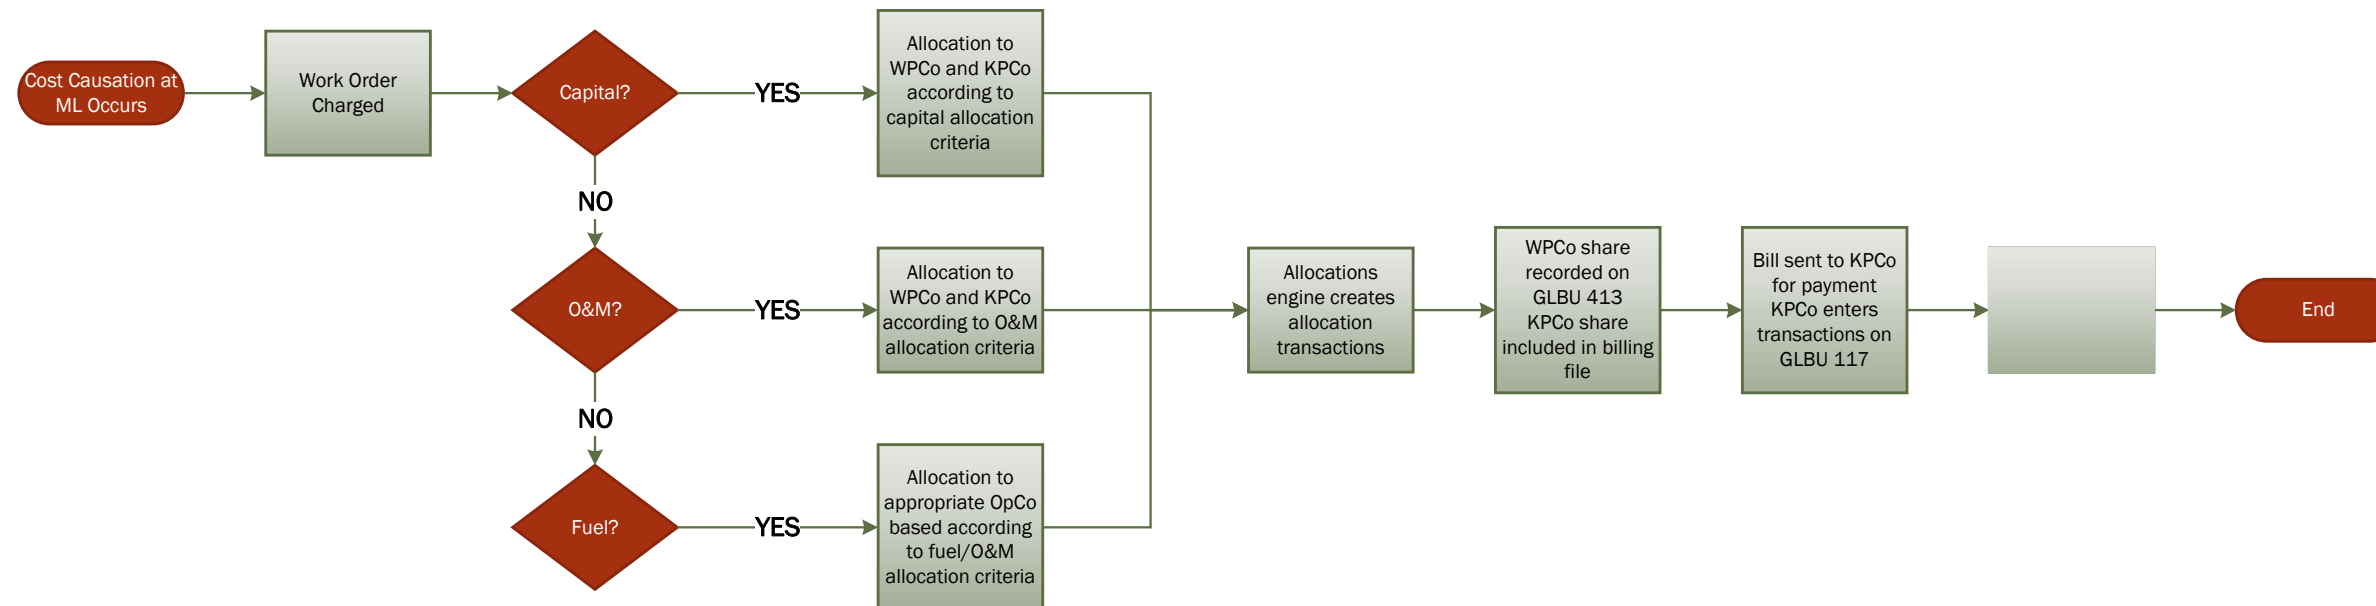 Cost Causation at
ML Occurs
Work Order
Charged
Capital?
YES
Allocation to
WPCo and KPCo
according to
capital allocation
criteria
NO
O&M?
YES
Allocation to
WPCo and KPCo
according to O&M
allocation criteria
NO
Fuel?
YES
Allocation to
appropriate OpCo
based according
to fuel/O&M
allocation criteria
Allocations
engine creates
allocation
transactions
WPCo share
recorded on
GLBU 413
KPCo share
included in billing
file
Bill sent to KPCo
for payment
KPCo enters
transactions on
GLBU 117
End